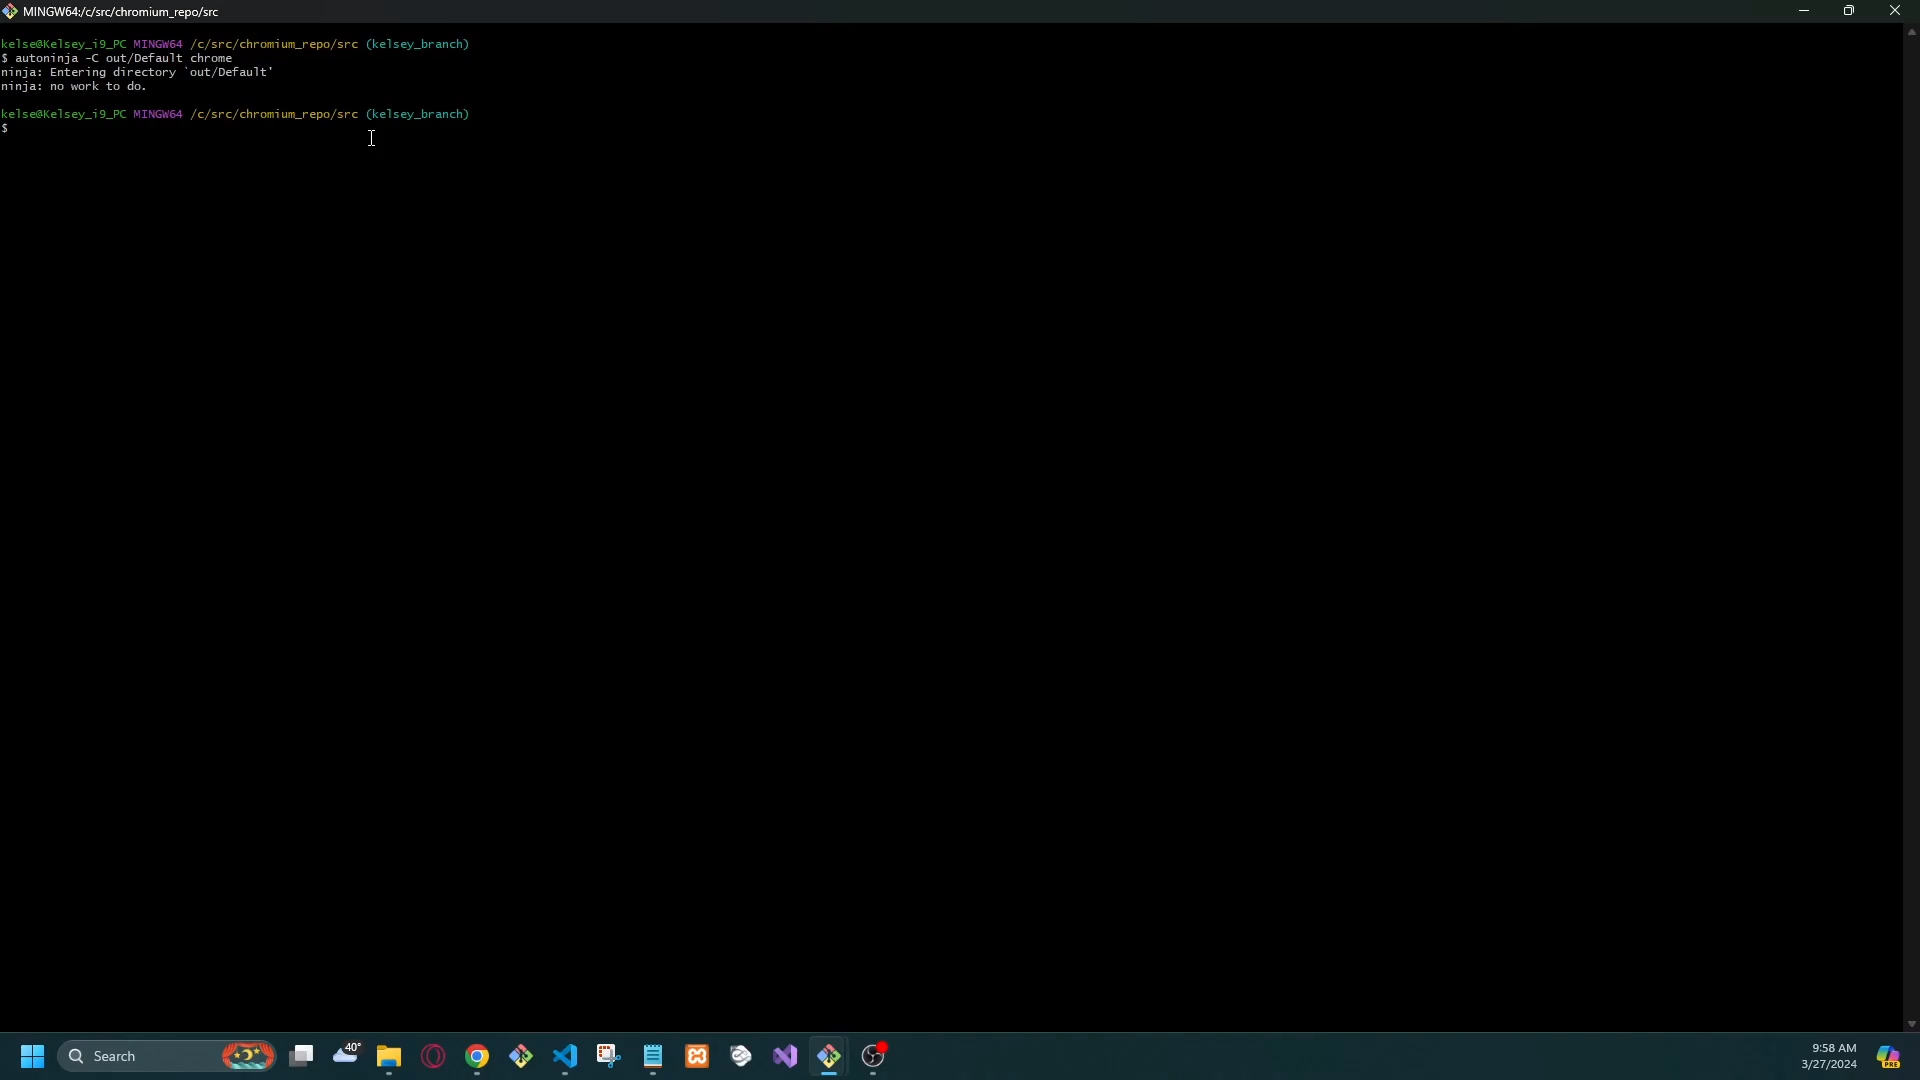 MINGW64:/c/src/chromium_repo/src
kelse@Kelsey_i9_PC MINGW64 /c/src/chromium_repo/src (kelsey_branch)
$ autoninja -C out/Default chrome
ninja: Entering directory `out/Default'
ninja: no work to do.
kelse@Kelsey_i9_PC MINGW64 /c/src/chromium_repo/src (kelsey_branch)
$
Search
40°
9:58 AM
3/27/2024
PRE